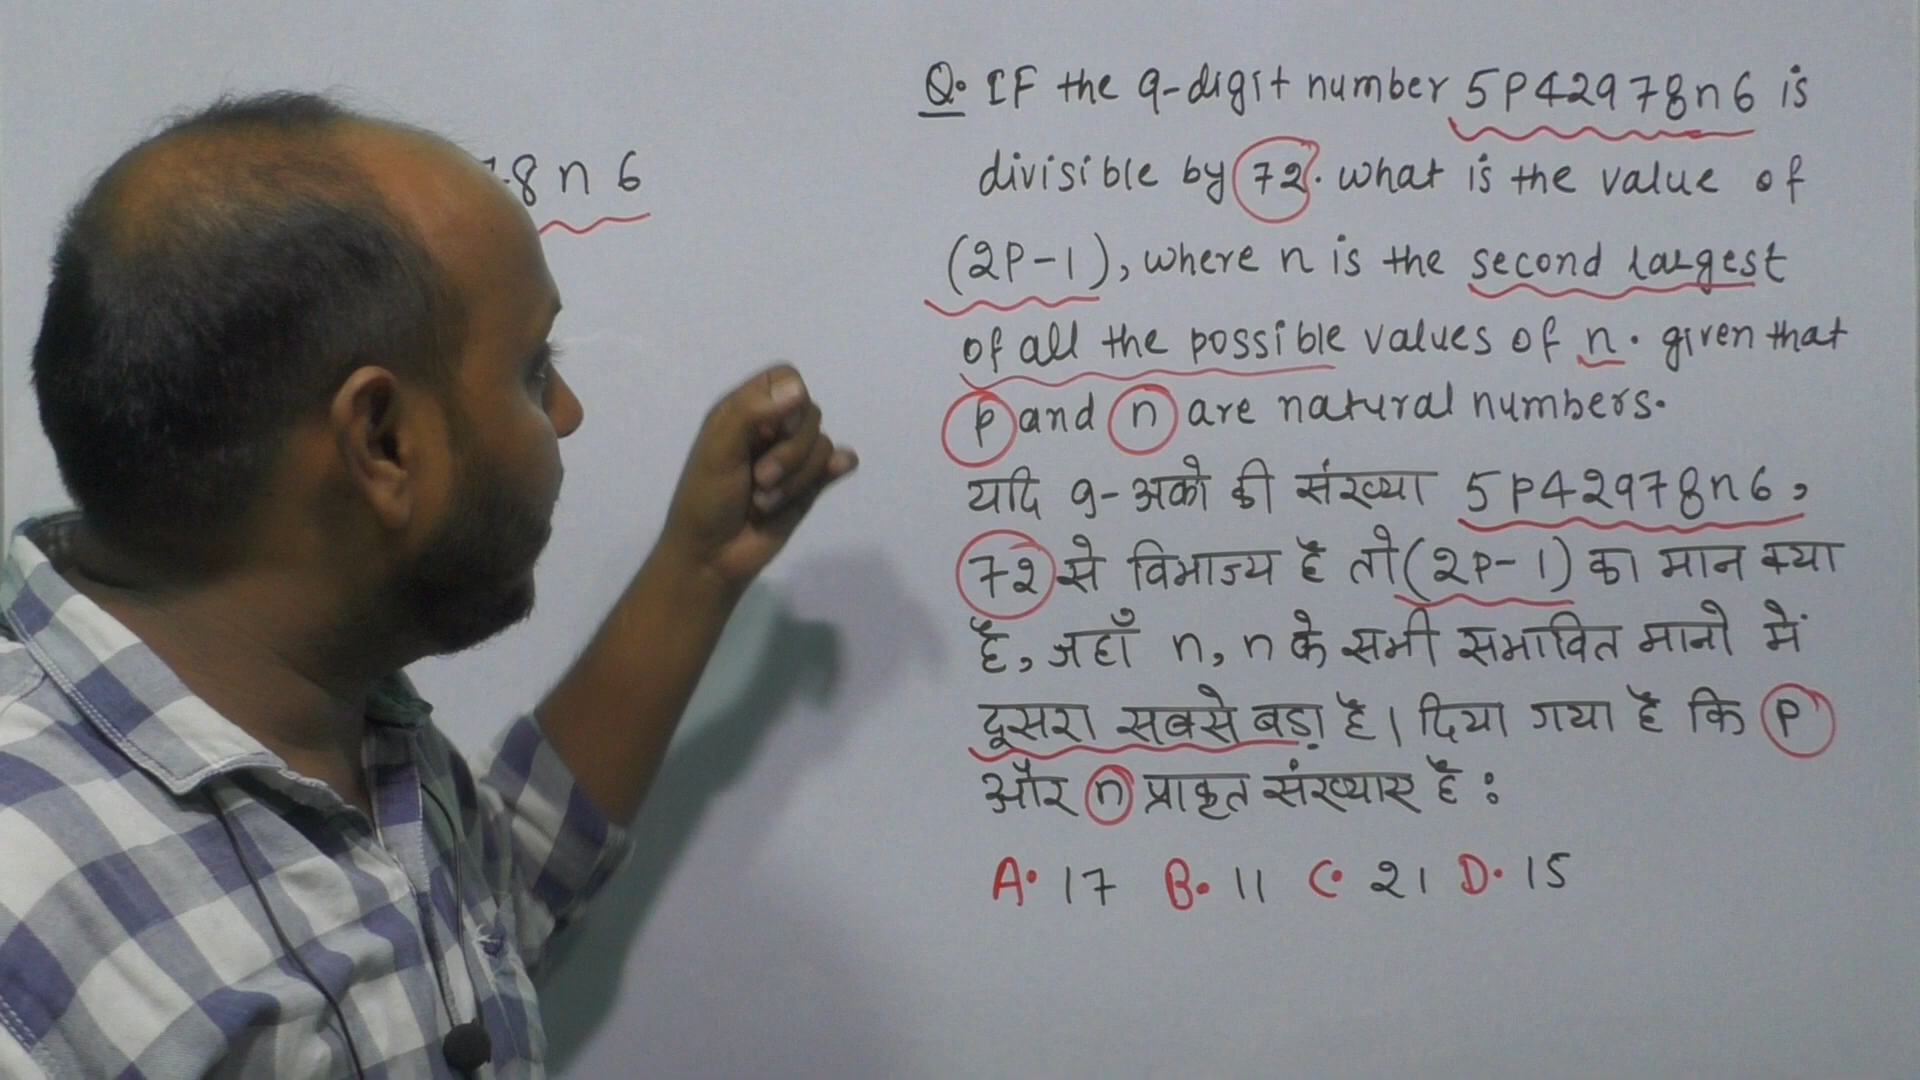 8 n 6
Q. IF the 9-digit number 5P42978n6 is
divisible by 72. what is the value of
(2P-1), where n is the second largest
of all the possible values of n. given that
p and n are natural numbers.
यदि 9-अको की संख्या 5P42978n6,
72 से विभाज्य है तो (2P-1) का मान क्या
है, जहाँ n, n के सभी सभावित मानो में
दूसरा सबसे बड़ा है। दिया गया है कि P
और n प्राकृत संख्याए है :
A. 17 B. 11 C. 21 D. 15